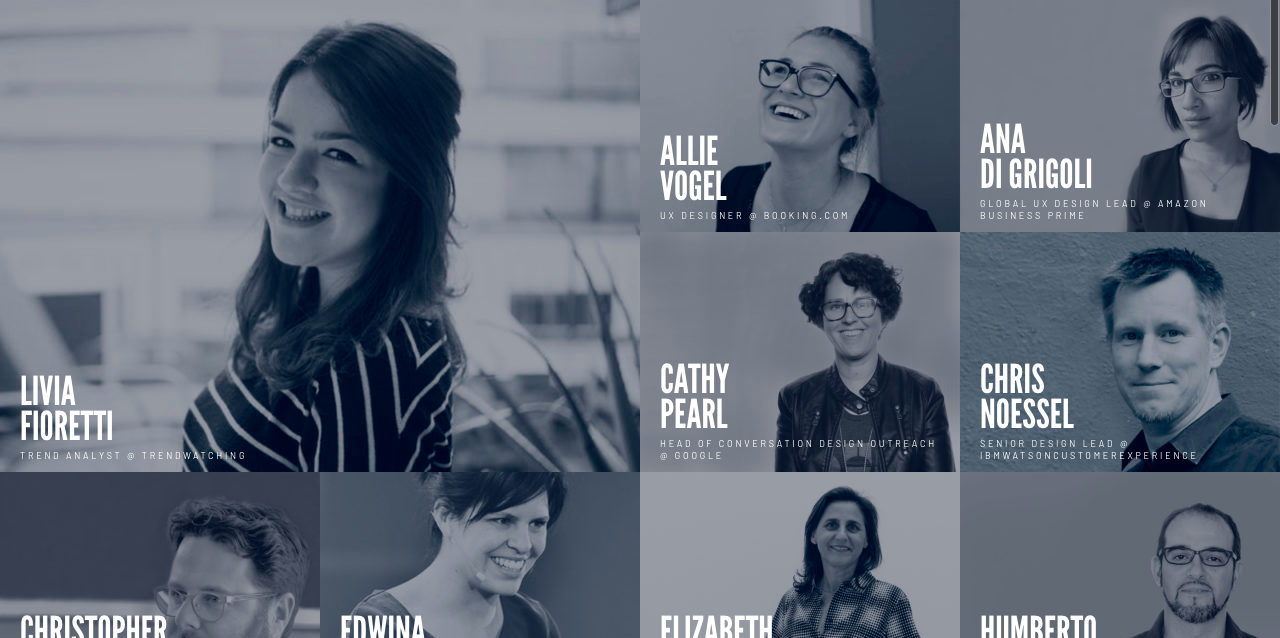 LIVIA
FIORETTI
TREND ANALYST @ TRENDWATCHING
ALLIE
VOGEL
UX DESIGNER @ BOOKING.COM
ANA
DI GRIGOLI
GLOBAL UX DESIGN LEAD @ AMAZON
BUSINESS PRIME
CATHY
PEARL
HEAD OF CONVERSATION DESIGN OUTREACH
@ GOOGLE
CHRIS
NOESSEL
SENIOR DESIGN LEAD @
IBMWATSONCUSTOMEREXPERIENCE
CHRISTOPHER
EDWINA
ELIZABETH
HUMBERTO